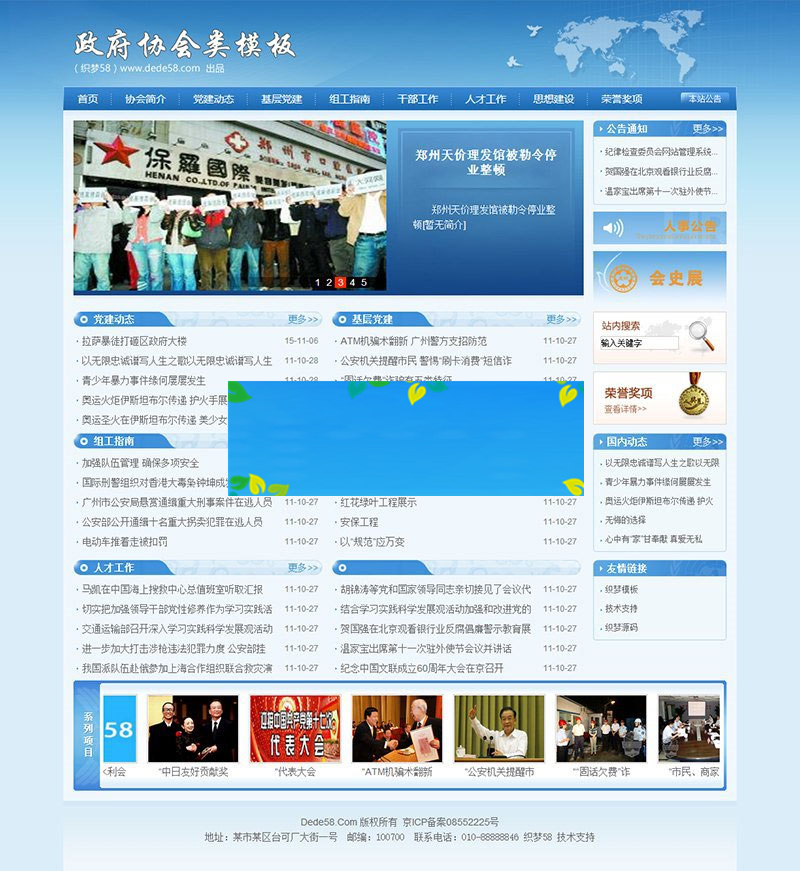 政府协会类模板
（织梦58）www.dede58.com 出品
首页 协会简介 党建动态 基层党建 组工指南 干部工作 人才工作 思想建设 荣誉奖项 本站公告
保羅國際
HENAN CO.,LTD.OF
郑州市口
1 2 3 4 5
郑州天价理发馆被勒令停
业整顿
郑州天价理发馆被勒令停业整
顿[暂无简介]
公告通知 更多>>
纪律检查委员会网站管理系统...
贺国强在北京观看银行业反腐...
温家宝出席第十一次驻外使节...
人事公告
会史展
站内搜索
输入关键字
荣誉奖项
查看详情>>
党建动态 更多>>
拉萨暴徒打砸区政府大楼 15-11-06
以无限忠诚谱写人生之歌以无限忠诚谱写人生 11-10-28
青少年暴力事件缘何屡屡发生 11-10-28
奥运火炬伊斯坦布尔传递 护火手展
奥运圣火在伊斯坦布尔传递 美少女
基层党建 更多>>
ATM机骗术翻新 广州警方支招防范 11-10-27
公安机关提醒市民 警惕"刷卡消费"短信诈 11-10-27
"固话欠费"诈骗有五类特征 11-10-27
组工指南
加强队伍管理 确保多项安全
国际刑警组织对香港大毒枭钟坤成发
广州市公安局悬赏通缉重大刑事案件在逃人员 11-10-27
公安部公开通缉十名重大拐卖犯罪在逃人员 11-10-27
电动车推着走被扣罚 11-10-27
红花绿叶工程展示 11-10-27
安保工程 11-10-27
以"规范"应万变 11-10-27
国内动态 更多>>
以无限忠诚谱写人生之歌以无限
青少年暴力事件缘何屡屡发生
奥运火炬伊斯坦布尔传递 护火
无悔的选择
心中有"家"甘奉献 真爱无私
人才工作 更多>>
马凯在中国海上搜救中心总值班室听取汇报 11-10-27
切实把加强领导干部党性修养作为学习实践活 11-10-27
交通运输部召开深入学习实践科学发展观活动 11-10-27
进一步加大打击涉枪违法犯罪力度 公安部挂 11-10-27
我国派队伍赴俄参加上海合作组织联合救灾演 11-10-27
胡锦涛等党和国家领导同志亲切接见了会议代 11-10-27
结合学习实践科学发展观活动加强和改进党的 11-10-27
贺国强在北京观看银行业反腐倡廉警示教育展 11-10-27
温家宝出席第十一次驻外使节会议并讲话 11-10-27
纪念中国文联成立60周年大会在京召开 11-10-27
友情链接
织梦模板
技术支持
织梦源码
系列项目
58
迎接中国共产党第十七次
代表大会
利会 "中日友好贡献奖 "代表大会 "ATM机骗术翻新 "公安机关提醒市 ""固话欠费"诈 "市民、商家
Dede58.Com 版权所有 京ICP备案08552225号
地址：某市某区台可厂大街一号 邮编：100700 联系电话：010-88888846 织梦58 技术支持